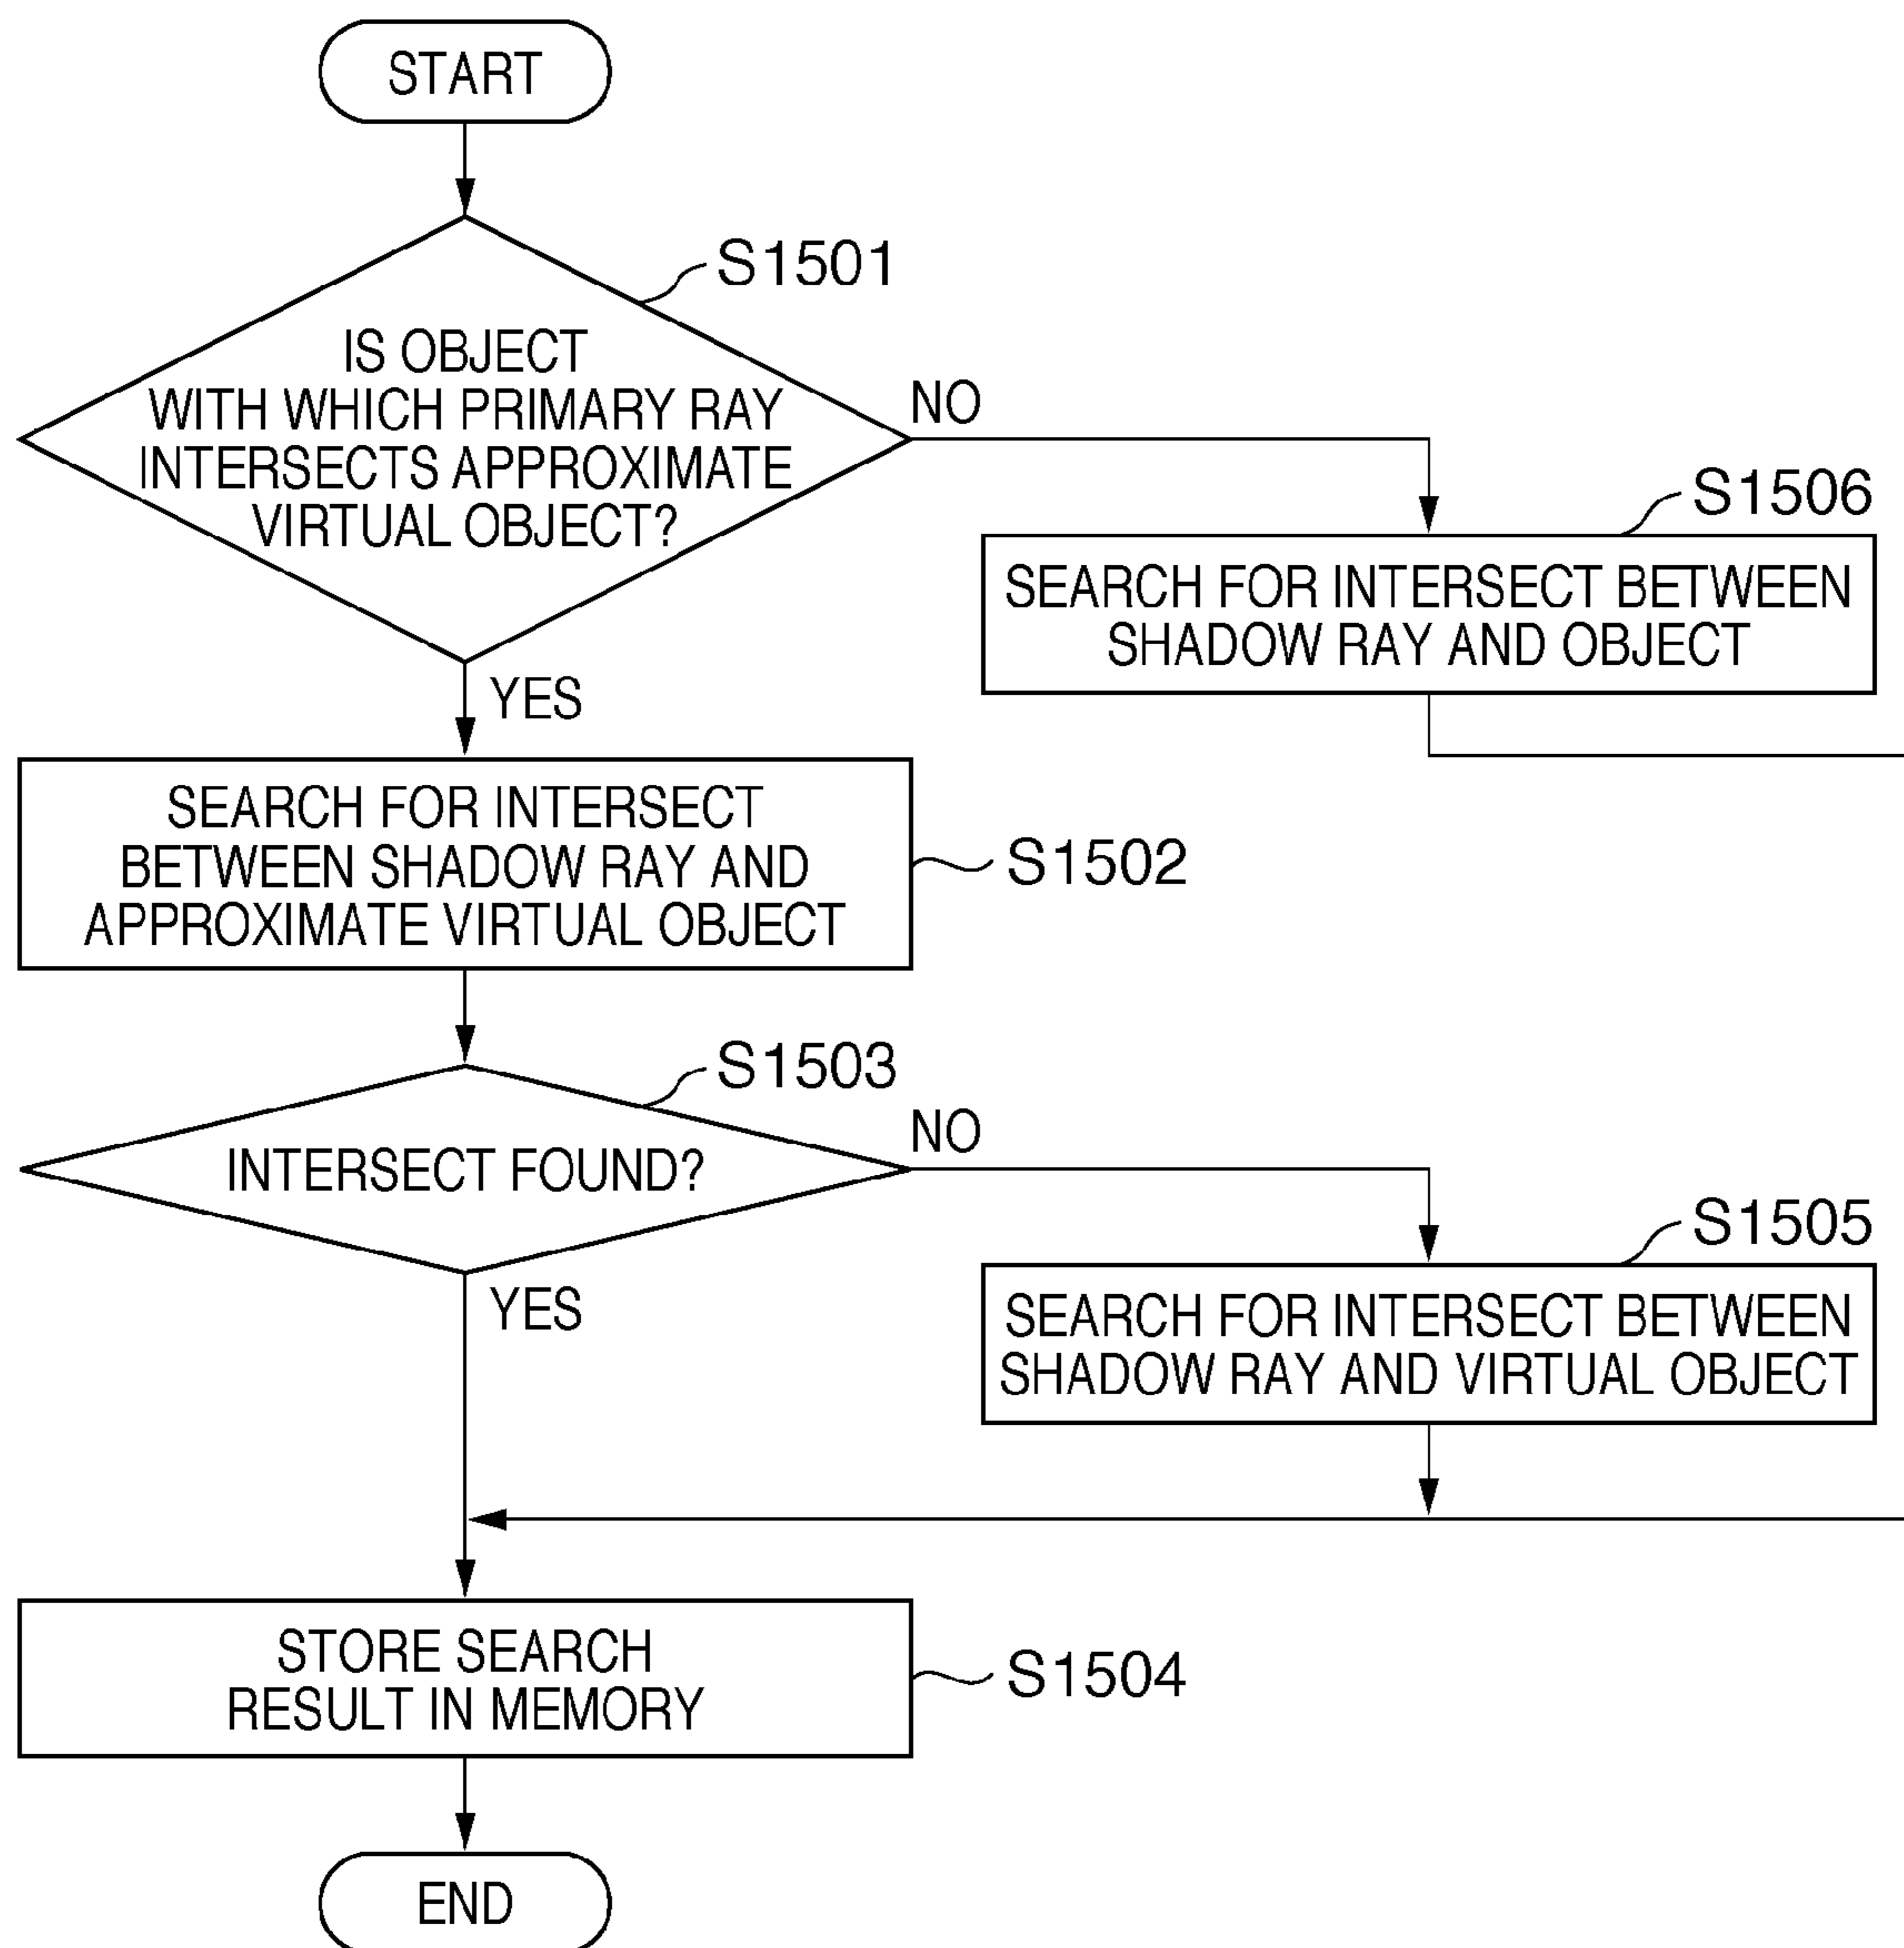 START
S1501
IS OBJECT
WITH WHICH PRIMARY RAY
INTERSECTS APPROXIMATE
VIRTUAL OBJECT?
NO
S1506
SEARCH FOR INTERSECT BETWEEN
SHADOW RAY AND OBJECT
YES
SEARCH FOR INTERSECT
BETWEEN SHADOW RAY AND
APPROXIMATE VIRTUAL OBJECT
S1502
S1503
INTERSECT FOUND?
NO
S1505
SEARCH FOR INTERSECT BETWEEN
SHADOW RAY AND VIRTUAL OBJECT
YES
STORE SEARCH
RESULT IN MEMORY
S1504
END